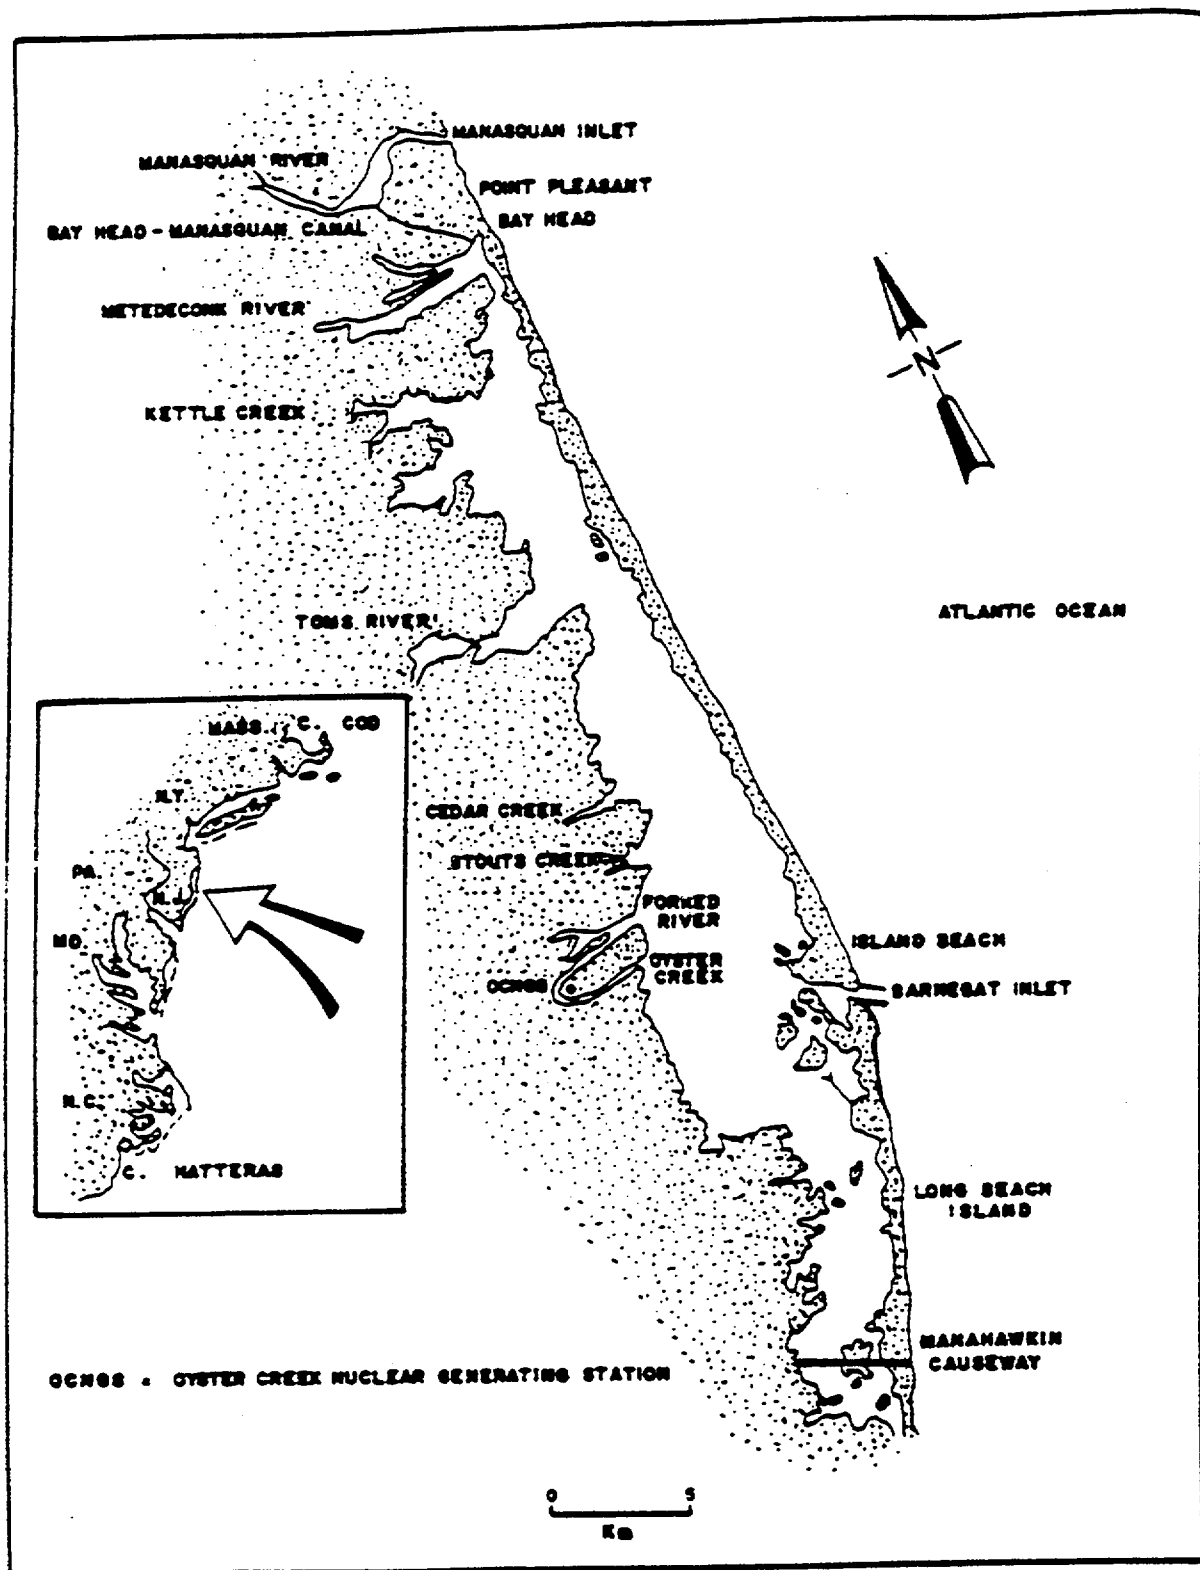 MANASQUAN INLET
MANASQUAN RIVER
POINT PLEASANT
BAY HEAD
BAY HEAD - MANASQUAN CANAL
METEDECONK RIVER
N
KETTLE CREEK
ATLANTIC OCEAN
TOMS RIVER
MASS.
C. COD
N.Y.
PA.
N.J.
MD.
N.C.
C. HATTERAS
CEDAR CREEK
STOUTS CREEK
FORKED
RIVER
OYSTER
CREEK
OCNGS
ISLAND BEACH
BARNEGAT INLET
LONG BEACH
ISLAND
MANAHAWKIN
CAUSEWAY
OCNGS = OYSTER CREEK NUCLEAR GENERATING STATION
0 5
Km